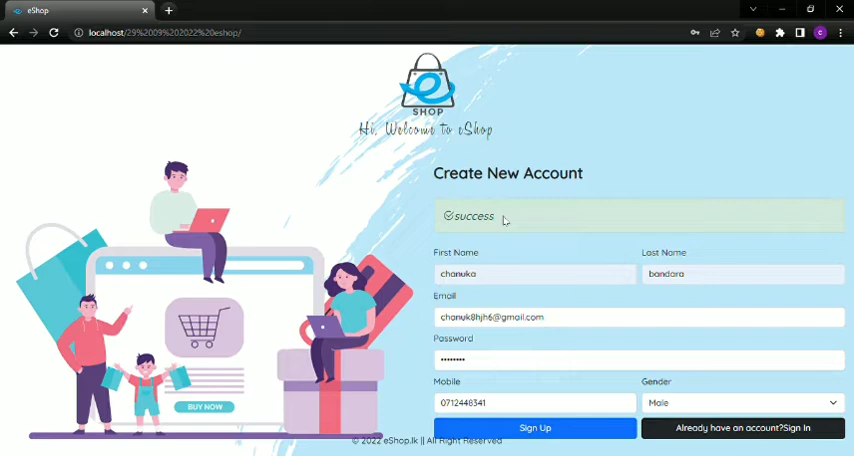 eShop
localhost/29%2009%202022%20eshop/
c
SHOP
Hi, Welcome to eShop
Create New Account
success
First Name
Last Name
chanuka
bandara
Email
chanuk8hjh6@gmail.com
Password
••••••••
Mobile
Gender
0712448341
Male
Sign Up
Already have an account?Sign In
BUY NOW
© 2022 eShop.lk || All Right Reserved